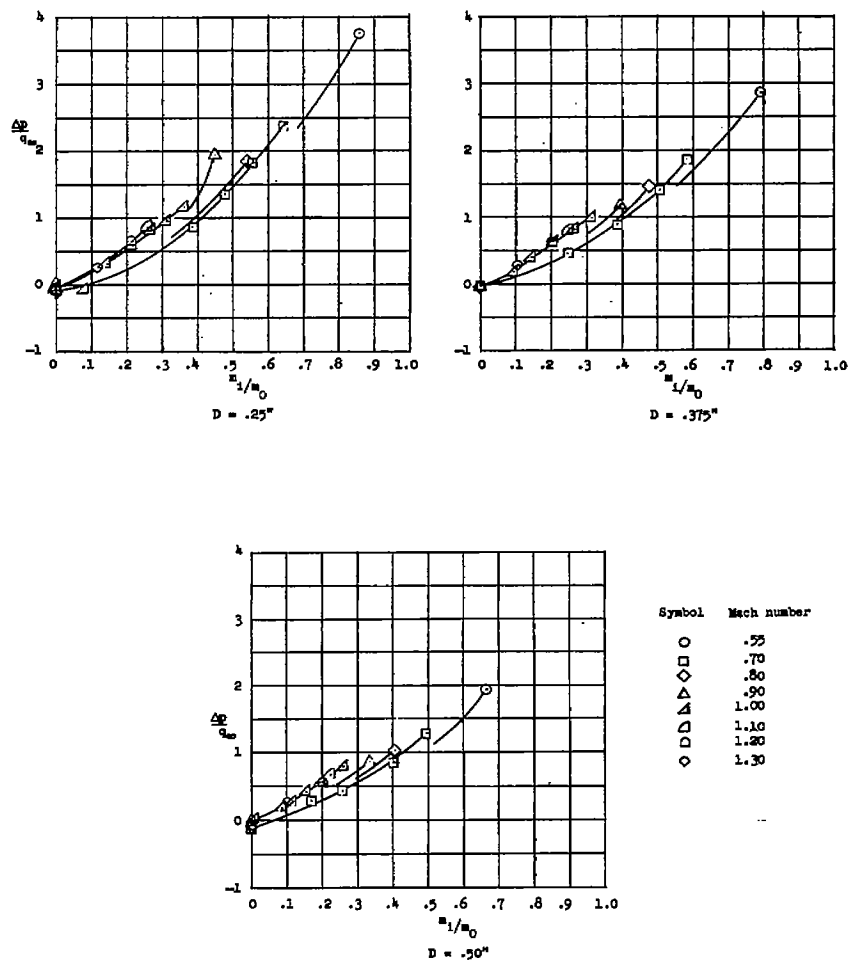 4
3
Δp
q∞
2
1
0
-1
0 .1 .2 .3 .4 .5 .6 .7 .8 .9 1.0
m1/m0
D = .25"
4
3
2
1
0
-1
0 .1 .2 .3 .4 .5 .6 .7 .8 .9 1.0
m1/m0
D = .375"
4
3
2
Δp
q∞
1
0
-1
0 .1 .2 .3 .4 .5 .6 .7 .8 .9 1.0
m1/m0
D = .50"
Symbol Mach number
.55
.70
.80
.90
1.00
1.10
1.20
1.30